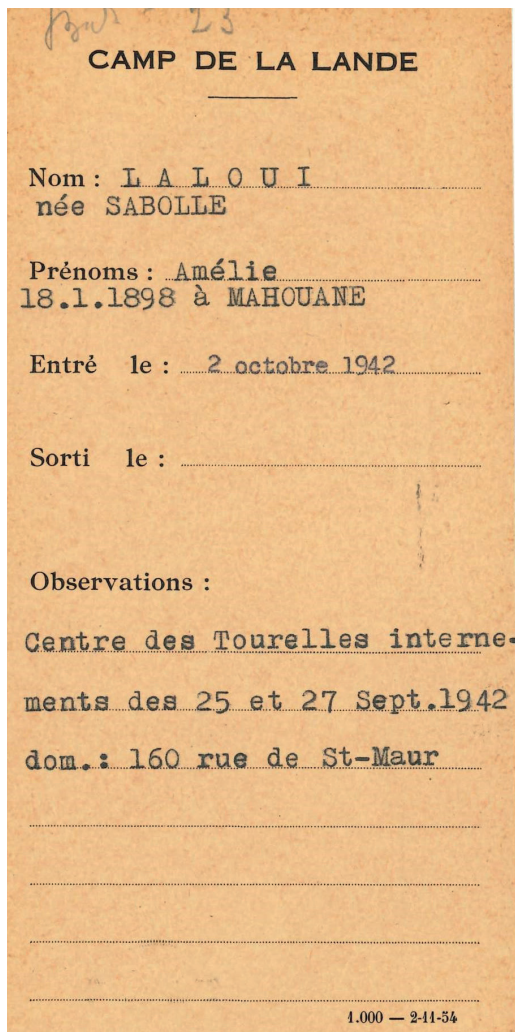 23
CAMP DE LA LANDE
Nom : L A L O U I
née SABOLLE
Prénoms : Amélie
18.1.1898 à MAHOUANE
Entré le : 2 octobre 1942
Sorti le :
Observations :
Centre des Tourelles interne-
ments des 25 et 27 Sept.1942
dom.: 160 rue de St-Maur
1.000 — 2-11-54